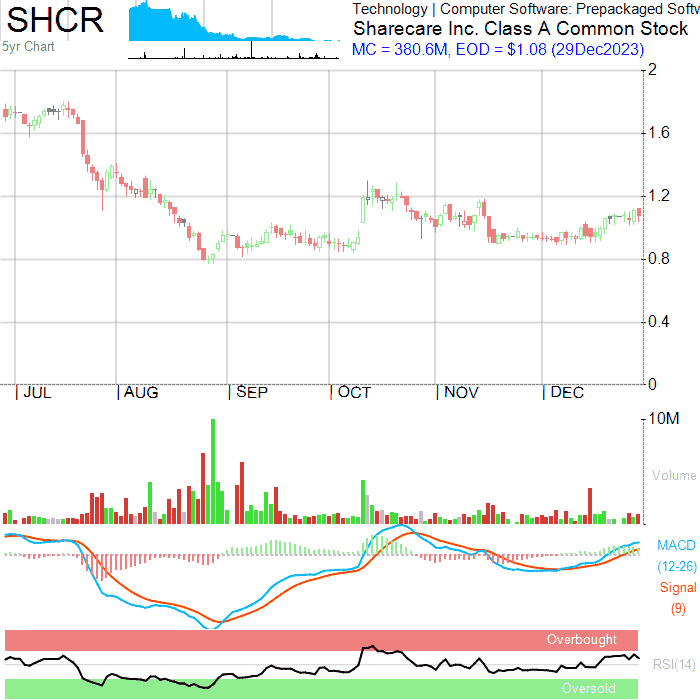 SHCR
5yr Chart
Technology | Computer Software: Prepackaged Softw
Sharecare Inc. Class A Common Stock
MC = 380.6M, EOD = $1.08 (29Dec2023)
2
1.6
1.2
0.8
0.4
0
JUL AUG SEP OCT NOV DEC
10M
Volume
MACD
(12-26)
Signal
(9)
Overbought
RSI(14)
Oversold